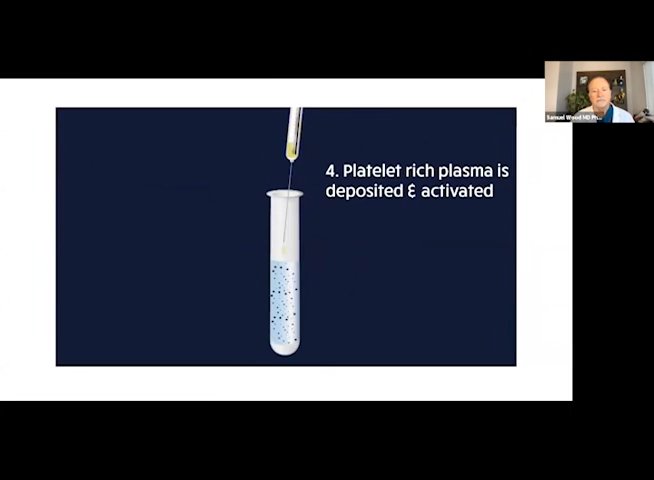 Samuel Wood MD Ph...
4. Platelet rich plasma is
deposited & activated